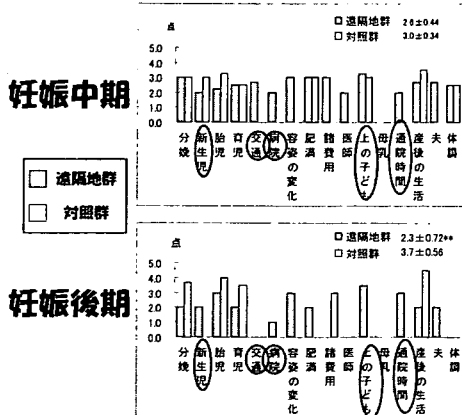 点
□ 遠隔地群 2.6±0.44
□ 対照群 3.0±0.34
5.0
4.0
3.0
2.0
1.0
0.0
妊娠中期
分娩
新生児
胎児
育児
交通
病院
容姿の変化
肥満
諸費用
医師
上の子ども
母乳
通院時間
産後の生活
夫
体調
遠隔地群
対照群
点
□ 遠隔地群 2.3±0.72**
□ 対照群 3.7±0.56
5.0
4.0
3.0
2.0
1.0
0.0
妊娠後期
分娩
新生児
胎児
育児
交通
病院
容姿の変化
肥満
諸費用
医師
上の子ども
母乳
通院時間
産後の生活
夫
体調